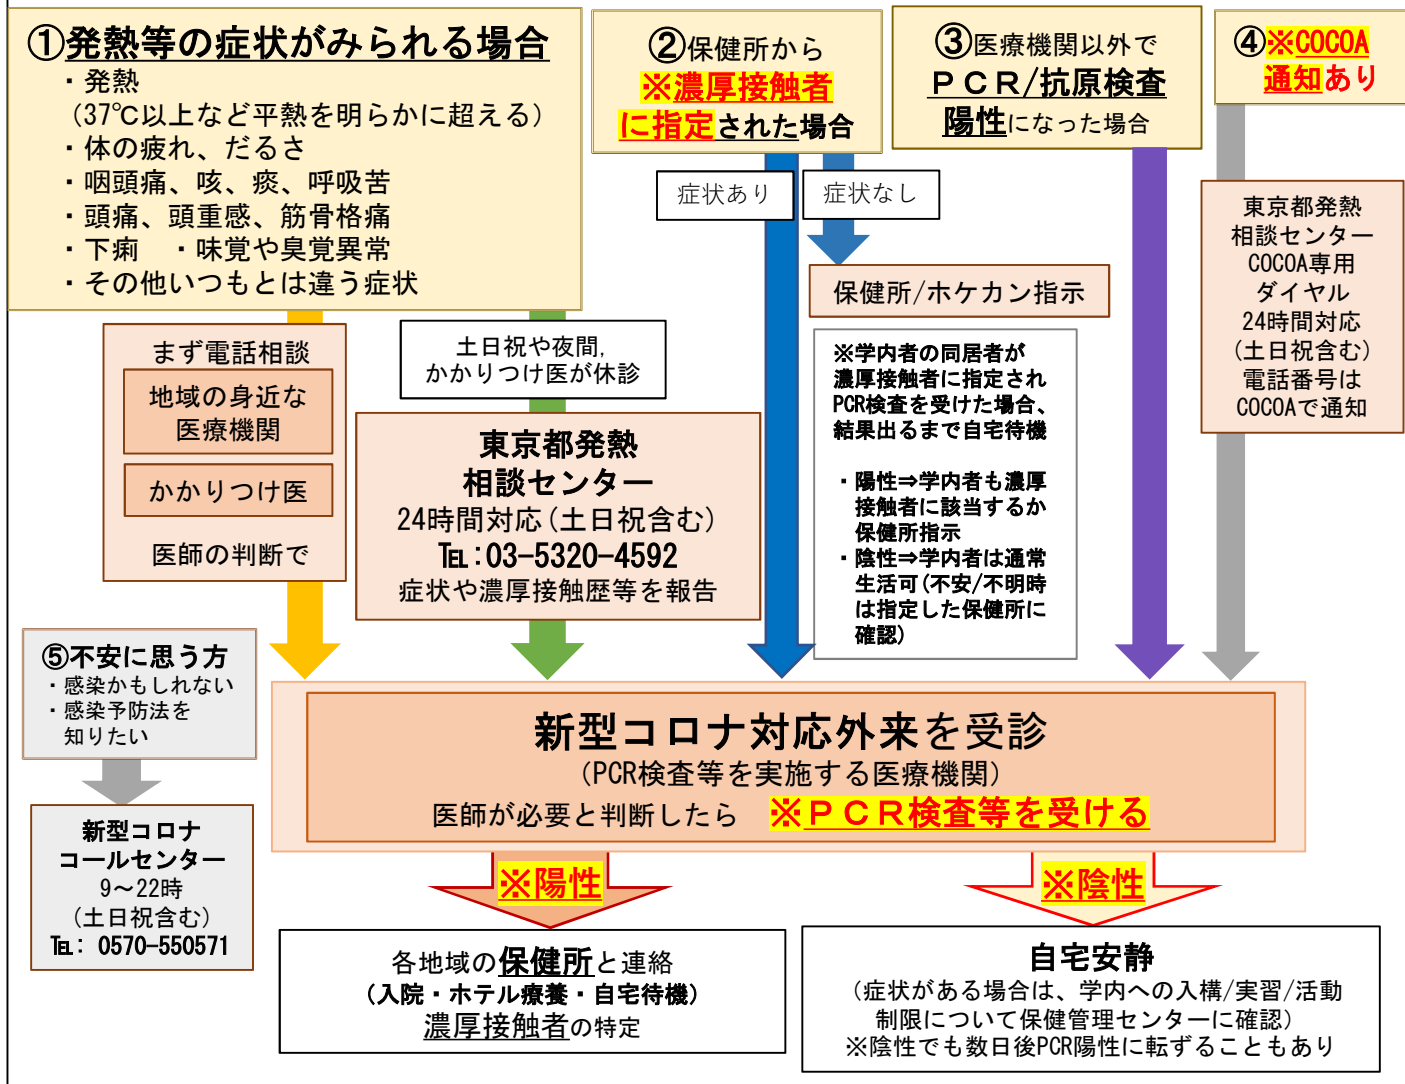 ①発熱等の症状がみられる場合
・発熱
(37℃以上など平熱を明らかに超える)
・体の疲れ、だるさ
・咽頭痛、咳、痰、呼吸苦
・頭痛、頭重感、筋骨格痛
・下痢 ・味覚や臭覚異常
・その他いつもとは違う症状
②保健所から
※濃厚接触者
に指定された場合
③医療機関以外で
PCR/抗原検査
陽性になった場合
④※COCOA
通知あり
症状あり
症状なし
保健所/ホケカン指示
東京都発熱
相談センター
COCOA専用
ダイヤル
24時間対応
(土日祝含む)
電話番号は
COCOAで通知
まず電話相談
地域の身近な
医療機関
かかりつけ医
医師の判断で
土日祝や夜間,
かかりつけ医が休診
東京都発熱
相談センター
24時間対応(土日祝含む)
℡:03-5320-4592
症状や濃厚接触歴等を報告
※学内者の同居者が
濃厚接触者に指定され
PCR検査を受けた場合、
結果出るまで自宅待機
・陽性⇒学内者も濃厚
接触者に該当するか
保健所指示
・陰性⇒学内者は通常
生活可(不安/不明時
は指定した保健所に
確認)
⑤不安に思う方
・感染かもしれない
・感染予防法を
知りたい
新型コロナ
コールセンター
9〜22時
(土日祝含む)
℡: 0570-550571
新型コロナ対応外来を受診
(PCR検査等を実施する医療機関)
医師が必要と判断したら ※PCR検査等を受ける
※陽性
※陰性
各地域の保健所と連絡
(入院・ホテル療養・自宅待機)
濃厚接触者の特定
自宅安静
(症状がある場合は、学内への入構/実習/活動
制限について保健管理センターに確認)
※陰性でも数日後PCR陽性に転ずることもあり